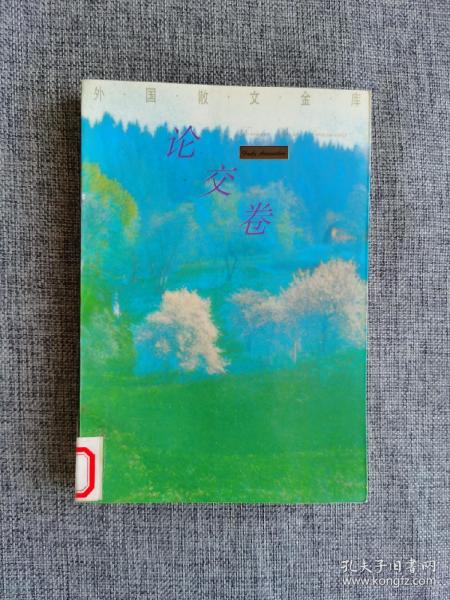 外·国·散·文·金·库
论
交
卷
孔夫子旧书网
www.kongfz.com